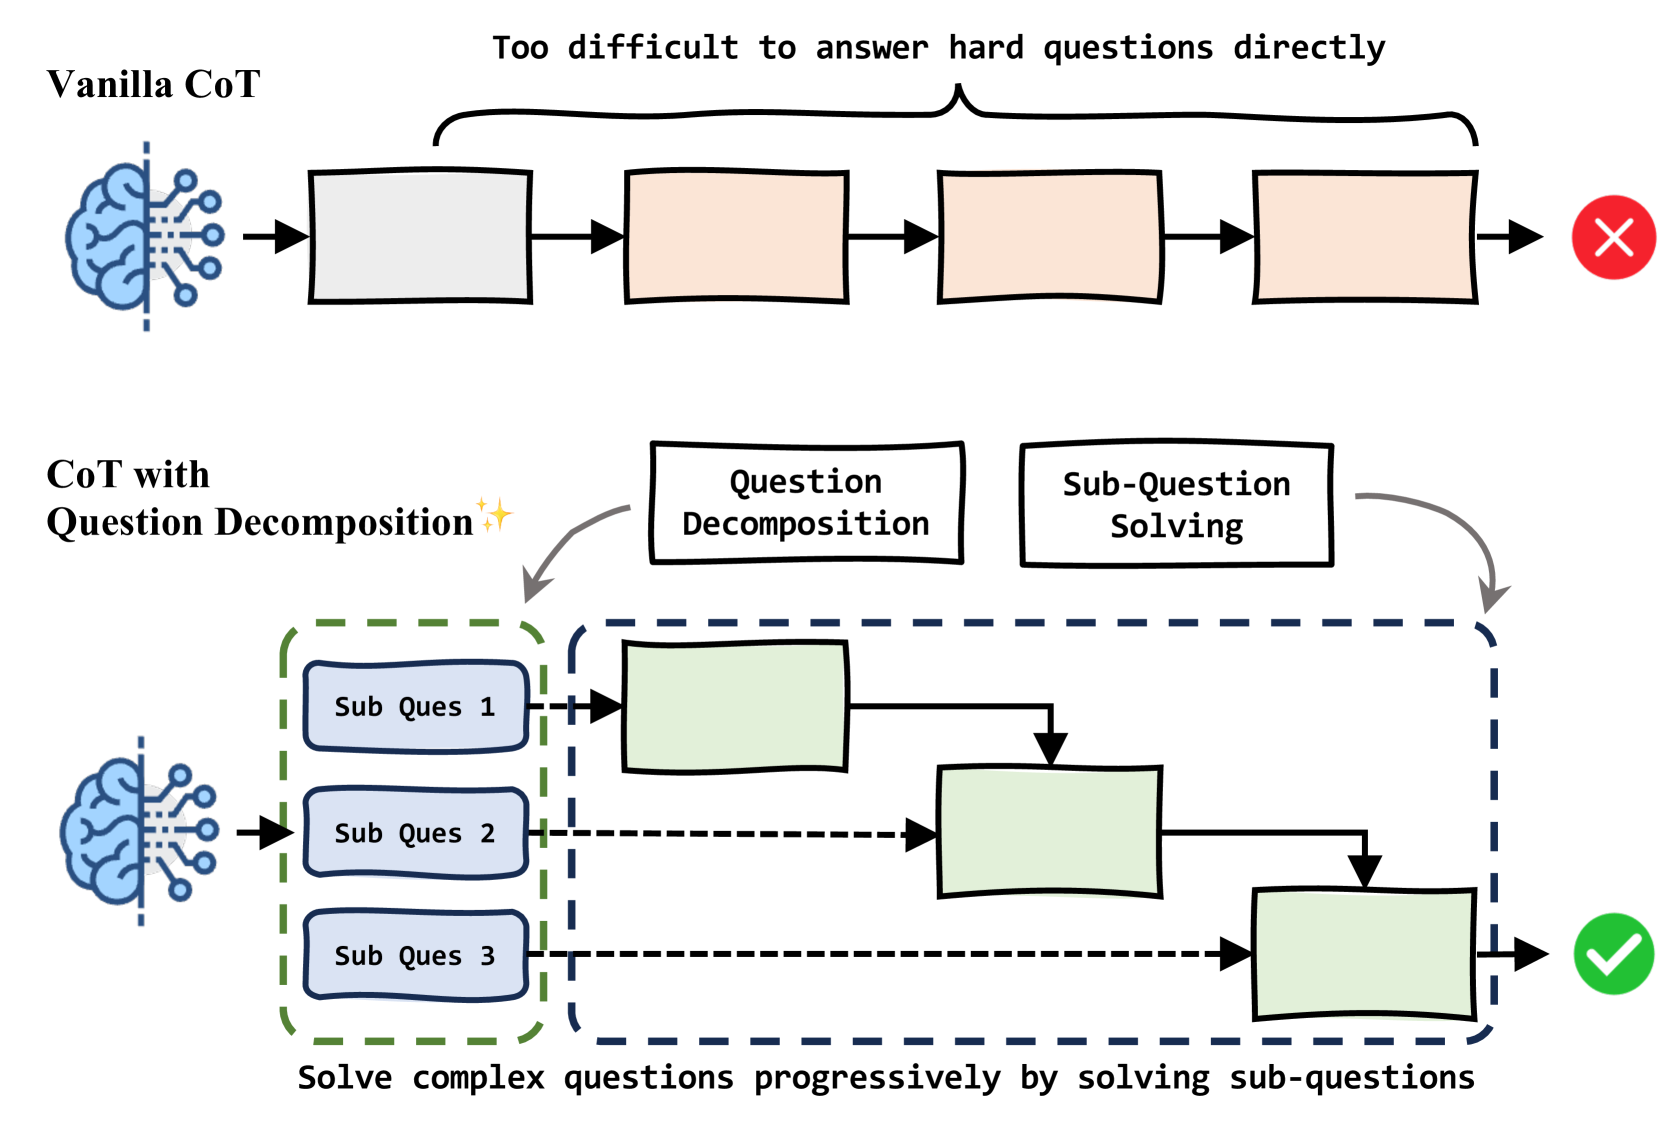 Too difficult to answer hard questions directly
Vanilla CoT
CoT with
Question Decomposition
Question
Decomposition
Sub-Question
Solving
Sub Ques 1
Sub Ques 2
Sub Ques 3
Solve complex questions progressively by solving sub-questions